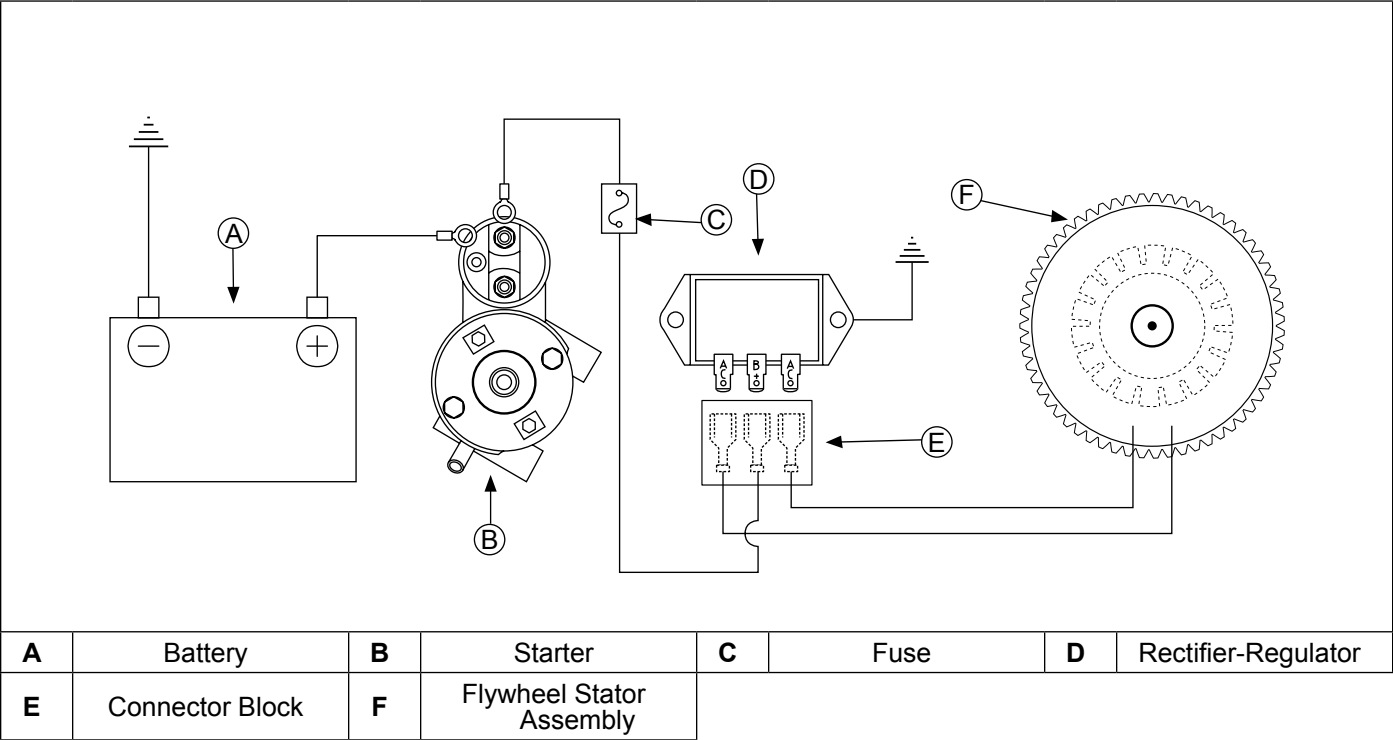 D
F
A
C
− +
AC B+ AC
E
B
A Battery B Starter C Fuse D Rectifier-Regulator
E Connector Block F Flywheel Stator
Assembly